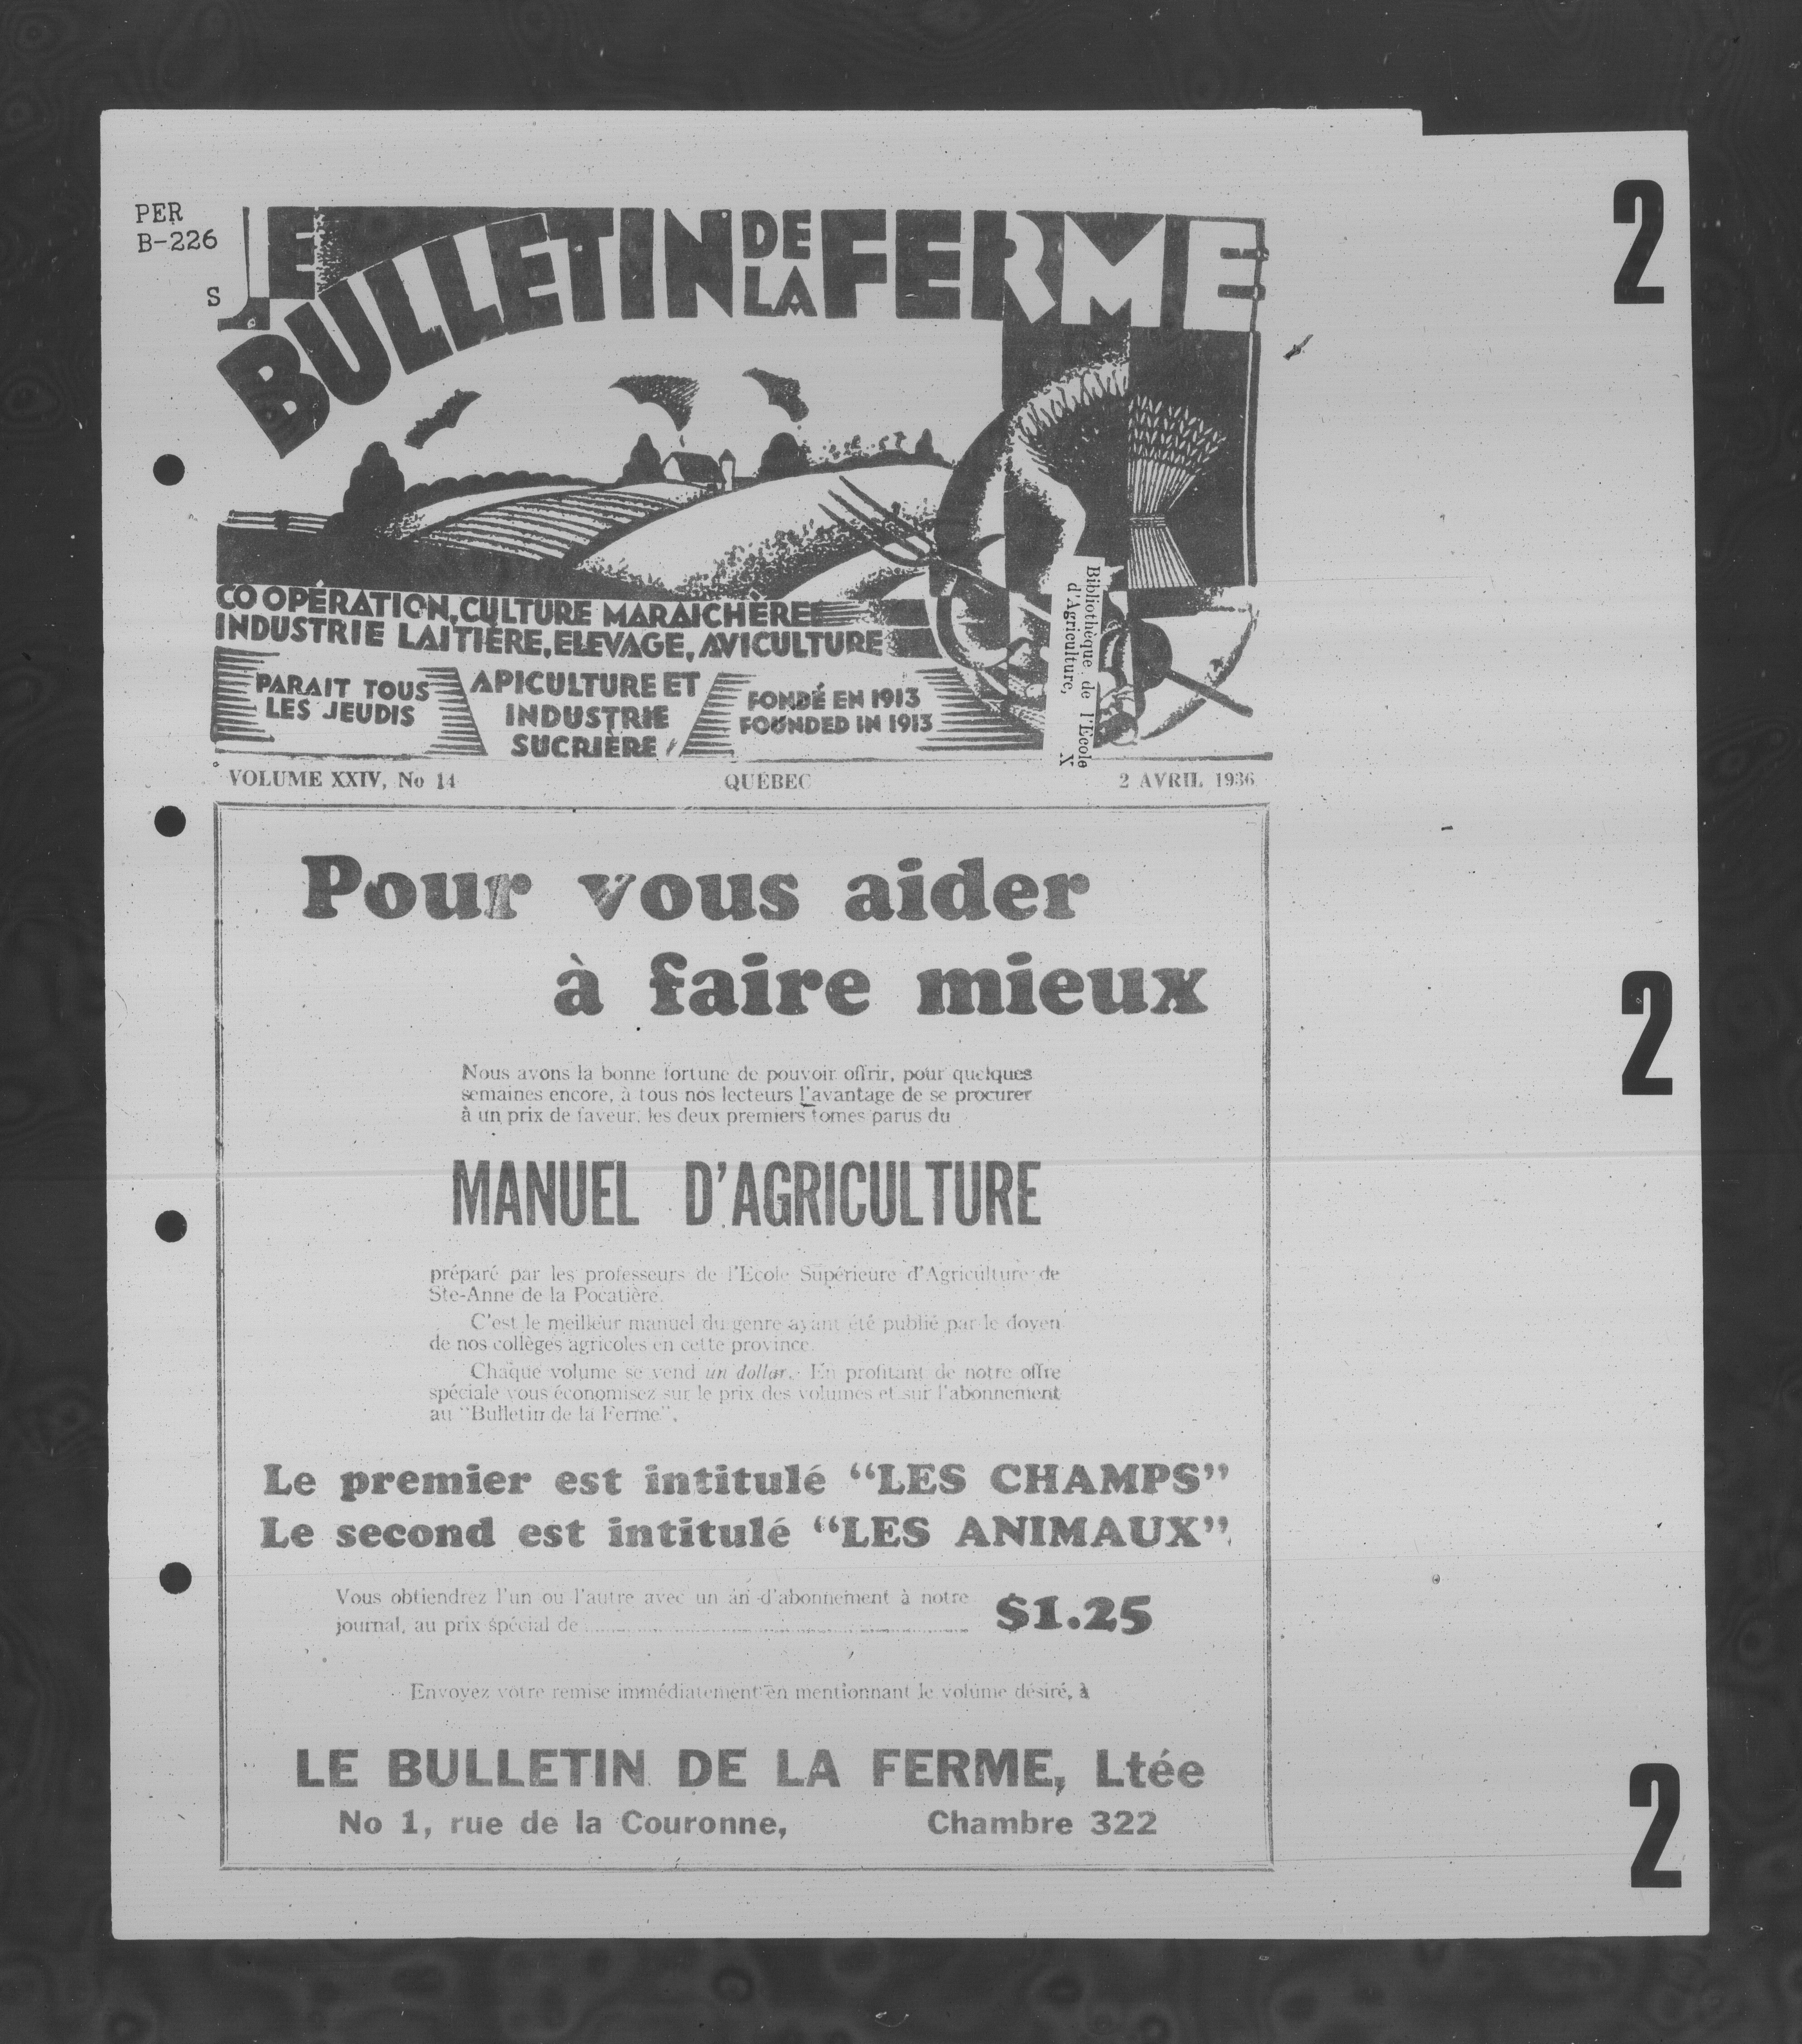 PER
B-226
S
LE
BULLETIN DE LA FERME
COOPÉRATION, CULTURE MARAICHÈRE
INDUSTRIE LAITIÈRE, ELEVAGE, AVICULTURE
PARAIT TOUS
LES JEUDIS
APICULTURE ET
INDUSTRIE
SUCRIÈRE
FONDÉ EN 1913
FOUNDED IN 1913
Bibliothèque de l'Ecole
d'Agriculture,
X
VOLUME XXIV, No 14 QUÉBEC 2 AVRIL 1936
Pour vous aider
à faire mieux
Nous avons la bonne fortune de pouvoir offrir, pour quelques
semaines encore, à tous nos lecteurs l'avantage de se procurer
à un prix de faveur, les deux premiers tomes parus du
MANUEL D'AGRICULTURE
préparé par les professeurs de l'Ecole Supérieure d'Agriculture de
Ste-Anne de la Pocatière.
C'est le meilleur manuel du genre ayant été publié par le doyen
de nos collèges agricoles en cette province.
Chaque volume se vend un dollar. En profitant de notre offre
spéciale vous économisez sur le prix des volumes et sur l'abonnement
au "Bulletin de la Ferme".
Le premier est intitulé "LES CHAMPS"
Le second est intitulé "LES ANIMAUX"
Vous obtiendrez l'un ou l'autre avec un an d'abonnement à notre
journal, au prix spécial de ........ $1.25
Envoyez votre remise immédiatement en mentionnant le volume désiré, à
LE BULLETIN DE LA FERME, Ltée
No 1, rue de la Couronne, Chambre 322
2
2
2